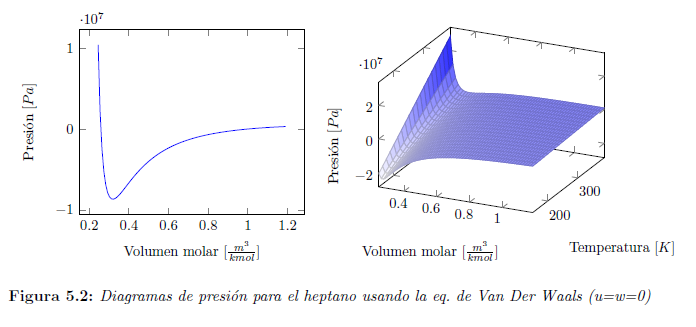 ·10⁷
1
0
−1
0.2 0.4 0.6 0.8 1 1.2
Presión [Pa]
Volumen molar [m³/kmol]
·10⁷
2
0
−2
0.4 0.6 0.8 1
200
300
Presión [Pa]
Volumen molar [m³/kmol]
Temperatura [K]
Figura 5.2: Diagramas de presión para el heptano usando la eq. de Van Der Waals (u=w=0)